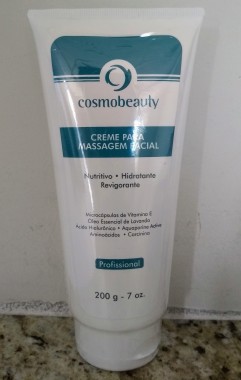 cosmobeauty
CREME PARA
MASSAGEM FACIAL
Nutritivo • Hidratante
Revigorante
Microcápsulas de Vitamina E
Óleo Essencial de Lavanda
Ácido Hialurônico • Aquaporine Active
Aminoácidos • Ceramina
Profissional
200 g - 7 oz.